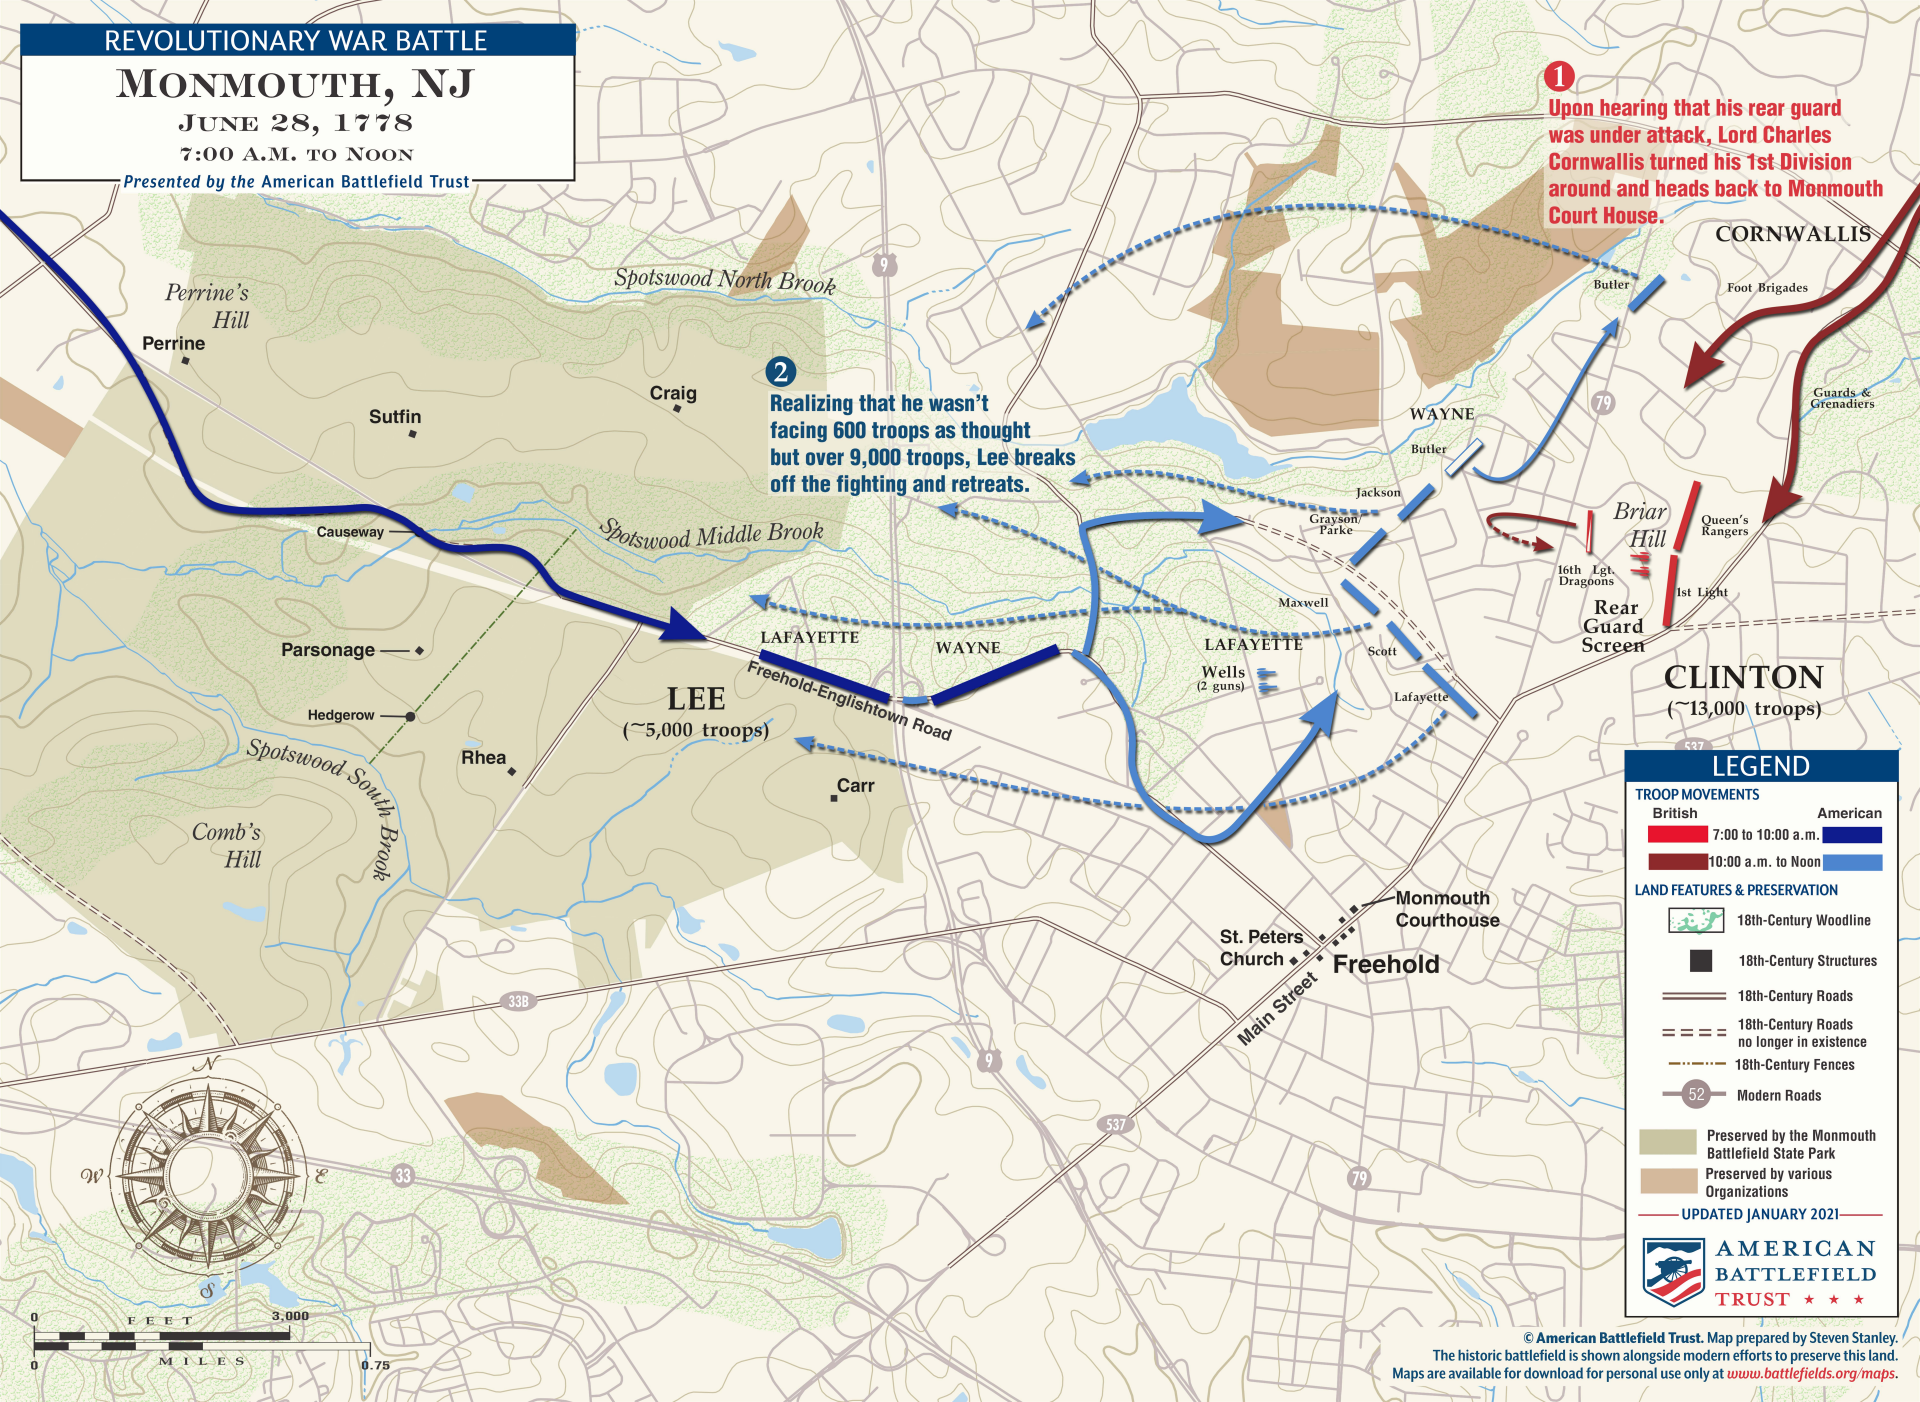 REVOLUTIONARY WAR BATTLE
MONMOUTH, NJ
JUNE 28, 1778
7:00 A.M. TO NOON
Presented by the American Battlefield Trust
1
Upon hearing that his rear guard
was under attack, Lord Charles
Cornwallis turned his 1st Division
around and heads back to Monmouth
Court House.
CORNWALLIS
Foot Brigades
Butler
Guards &
Grenadiers
79
WAYNE
Butler
Jackson
Grayson/
Parke
Maxwell
Scott
Lafayette
LAFAYETTE
Wells
(2 guns)
Briar
Hill
Queen's
Rangers
16th Lgt.
Dragoons
1st Light
Rear
Guard
Screen
CLINTON
(~13,000 troops)
537
9
Spotswood North Brook
Perrine's
Hill
Perrine
Sutfin
Craig
2
Realizing that he wasn't
facing 600 troops as thought
but over 9,000 troops, Lee breaks
off the fighting and retreats.
Causeway
Spotswood Middle Brook
Parsonage
Hedgerow
Spotswood South Brook
Rhea
Comb's
Hill
LAFAYETTE
WAYNE
Freehold-Englishtown Road
LEE
(~5,000 troops)
Carr
Monmouth
Courthouse
St. Peters
Church
Freehold
Main Street
33B
9
537
79
33
N
W
E
S
0
3,000
FEET
MILES
0
0.75
LEGEND
TROOP MOVEMENTS
British
American
7:00 to 10:00 a.m.
10:00 a.m. to Noon
LAND FEATURES & PRESERVATION
18th-Century Woodline
18th-Century Structures
18th-Century Roads
18th-Century Roads
no longer in existence
18th-Century Fences
52
Modern Roads
Preserved by the Monmouth
Battlefield State Park
Preserved by various
Organizations
UPDATED JANUARY 2021
AMERICAN
BATTLEFIELD
TRUST ★ ★ ★
© American Battlefield Trust. Map prepared by Steven Stanley.
The historic battlefield is shown alongside modern efforts to preserve this land.
Maps are available for download for personal use only at www.battlefields.org/maps.